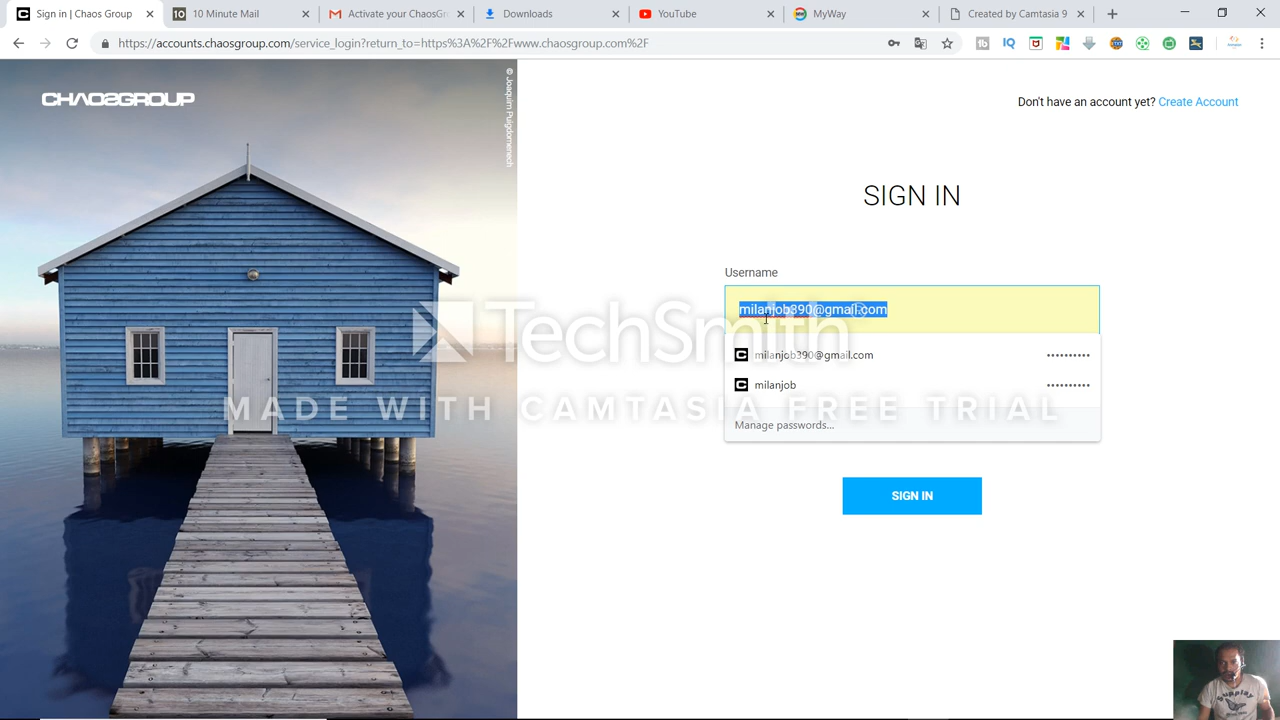 Sign in | Chaos Group
10 Minute Mail
Activate your ChaosGr
Downloads
YouTube
MyWay
Created by Camtasia 9
https://accounts.chaosgroup.com/service_login?return_to=https%3A%2F%2Fwww.chaosgroup.com%2F
CHAOSGROUP
© Joaquim Puigdomenech
Don't have an account yet? Create Account
SIGN IN
Username
milanjob390@gmail.com
milanjob390@gmail.com ••••••••••
milanjob ••••••••••
Manage passwords...
SIGN IN
TechSmith
MADE WITH CAMTASIA FREE TRIAL